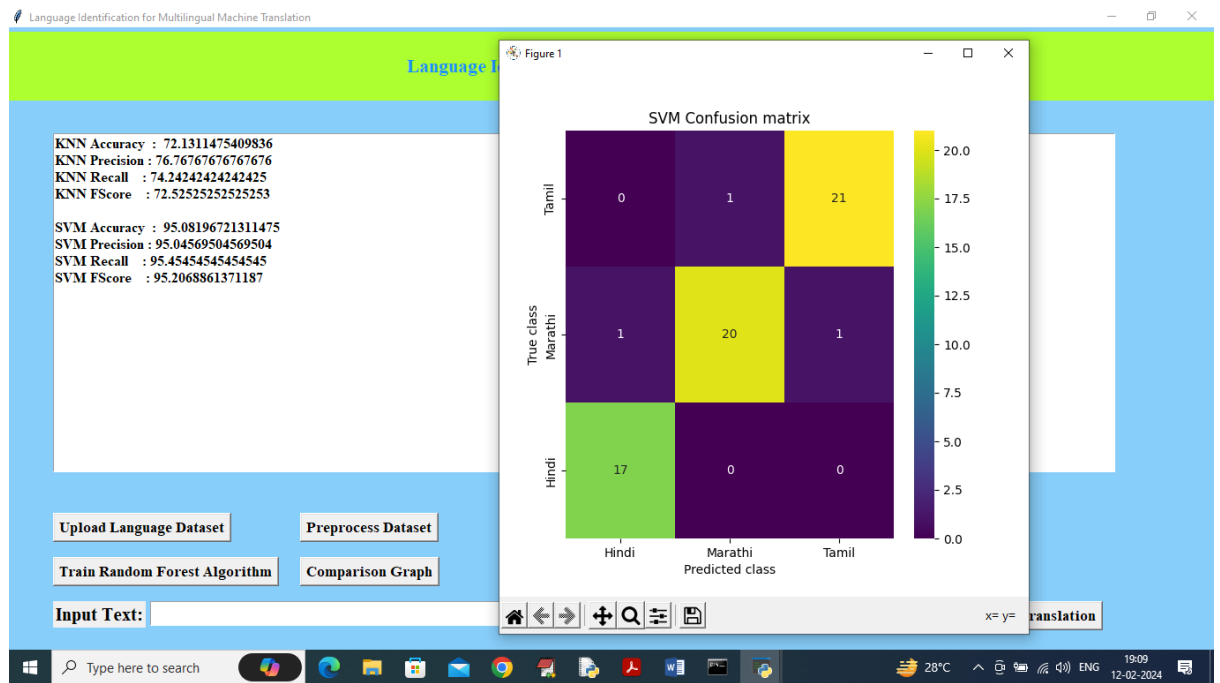 Language Identification for Multilingual Machine Translation
Language I
KNN Accuracy : 72.1311475409836
KNN Precision : 76.76767676767676
KNN Recall : 74.24242424242425
KNN FScore : 72.52525252525253
SVM Accuracy : 95.08196721311475
SVM Precision : 95.04569504569504
SVM Recall : 95.45454545454545
SVM FScore : 95.2068861371187
Upload Language Dataset
Preprocess Dataset
Train Random Forest Algorithm
Comparison Graph
Input Text:
ranslation
Figure 1
SVM Confusion matrix
True class
Tamil
0 1 21
Marathi
1 20 1
Hindi
17 0 0
Hindi Marathi Tamil
Predicted class
20.0
17.5
15.0
12.5
10.0
7.5
5.0
2.5
0.0
x= y=
Type here to search
28°C
ENG
19:09
12-02-2024